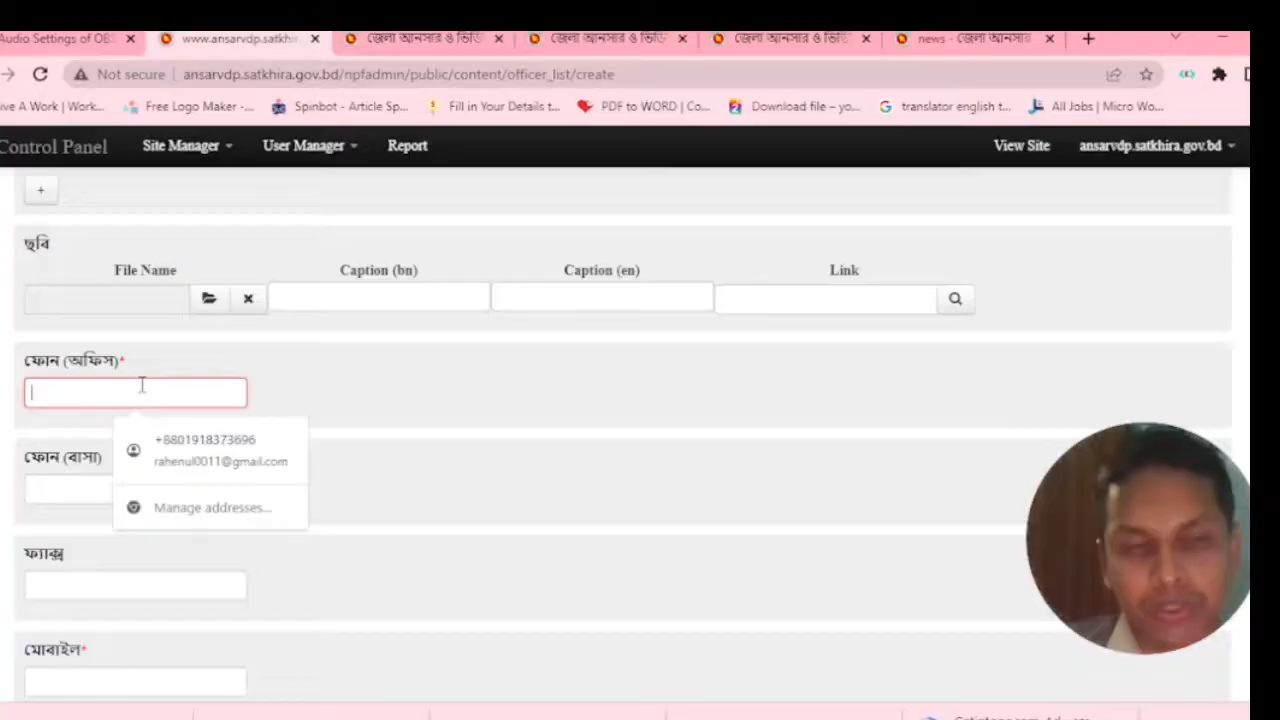 Audio Settings of OBS
www.ansarvdp.satkhir
জেলা আনসার ও ভিডি
জেলা আনসার ও ভিডি
জেলা আনসার ও ভিডি
news - জেলা আনসার
Not secure
ansarvdp.satkhira.gov.bd/npfadmin/public/content/officer_list/create
ive A Work | Work...
Free Logo Maker -...
Spinbot - Article Sp...
Fill in Your Details t...
PDF to WORD | Co...
Download file – yo...
translator english t...
All Jobs | Micro Wo...
Control Panel
Site Manager
User Manager
Report
View Site
ansarvdp.satkhira.gov.bd
+
ছবি
File Name
Caption (bn)
Caption (en)
Link
ফোন (অফিস)*
+8801918373696
rahenul0011@gmail.com
ফোন (বাসা)
Manage addresses...
ফ্যাক্স
মোবাইল*